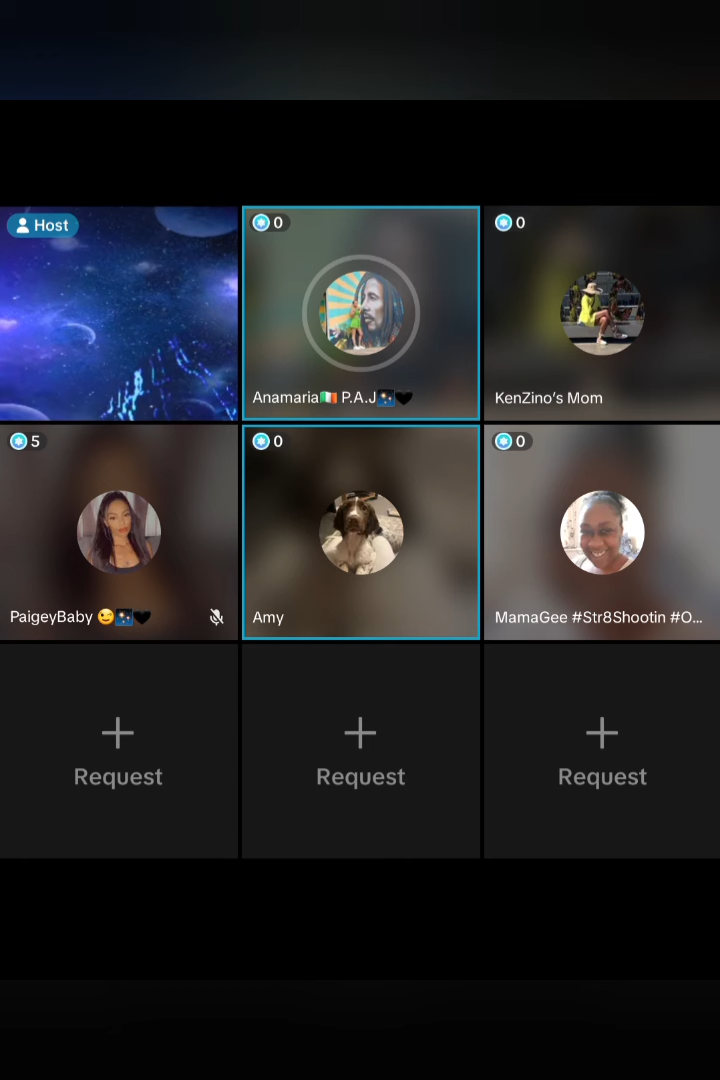 Host
0
0
Anamaria🇮🇪 P.A.J🎇🖤
KenZino's Mom
5
0
0
PaigeyBaby 😉🎇🖤
Amy
MamaGee #Str8Shootin #O...
Request
Request
Request